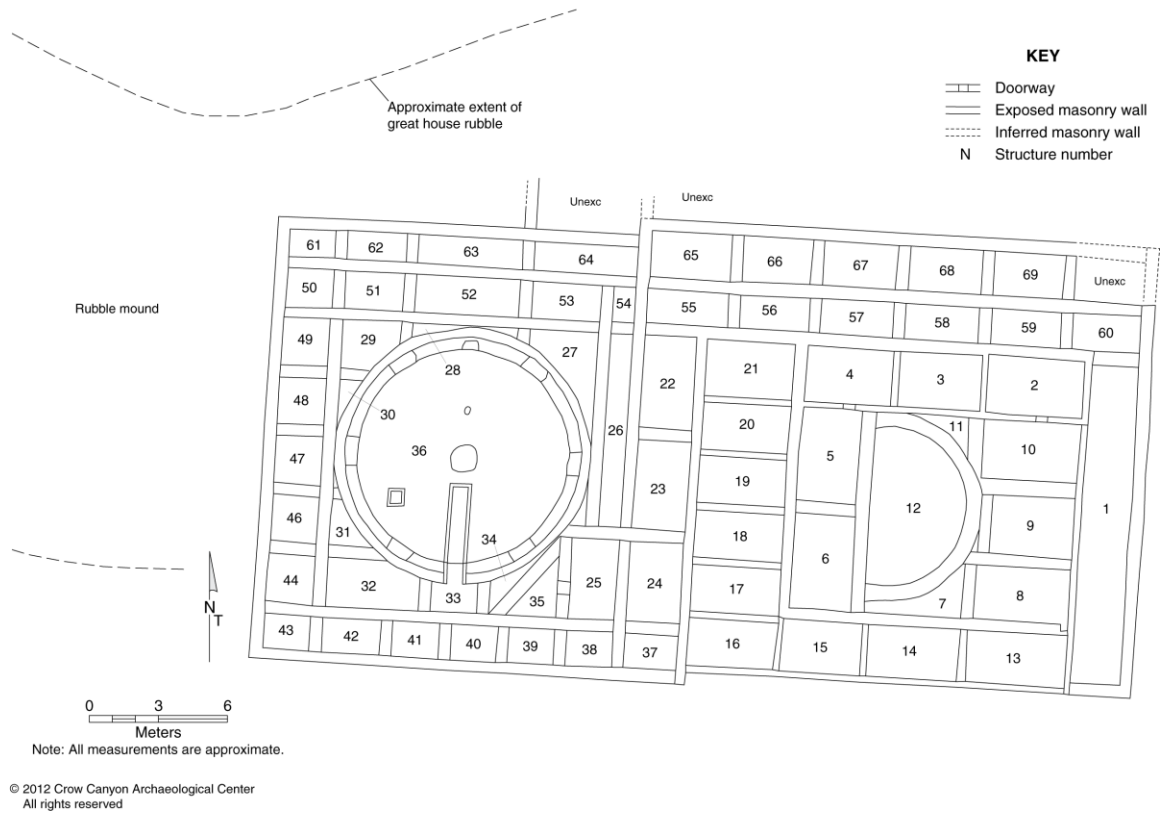 KEY
Doorway
Exposed masonry wall
Inferred masonry wall
N Structure number
Approximate extent of
great house rubble
Unexc Unexc
61 62 63 64 65 66 67 68 69 Unexc
50 51 52 53 54 55 56 57 58 59 60
Rubble mound
49 29 28 27 22 21 4 3 2
48 30 26 20 5 11 10
47 36 23 19 12 9 1
46 31 34 18 6
44 32 33 35 25 24 17 7 8
43 42 41 40 39 38 37 16 15 14 13
N
T
0 3 6
Meters
Note: All measurements are approximate.
© 2012 Crow Canyon Archaeological Center
All rights reserved